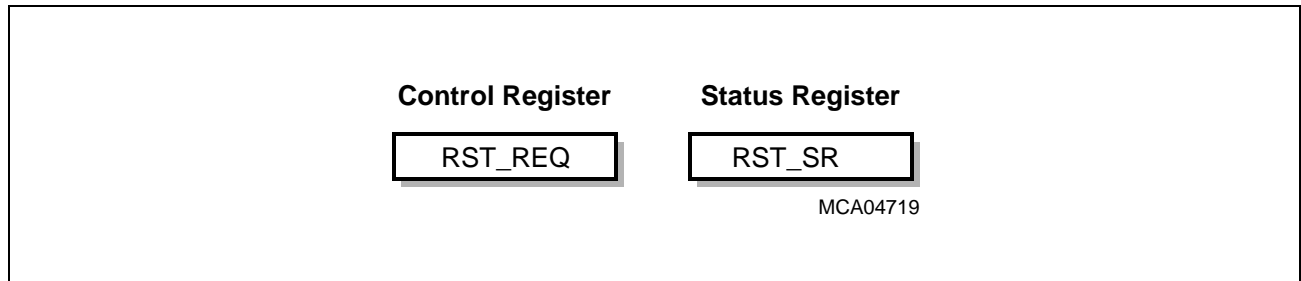 Control Register Status Register
RST_REQ RST_SR
MCA04719